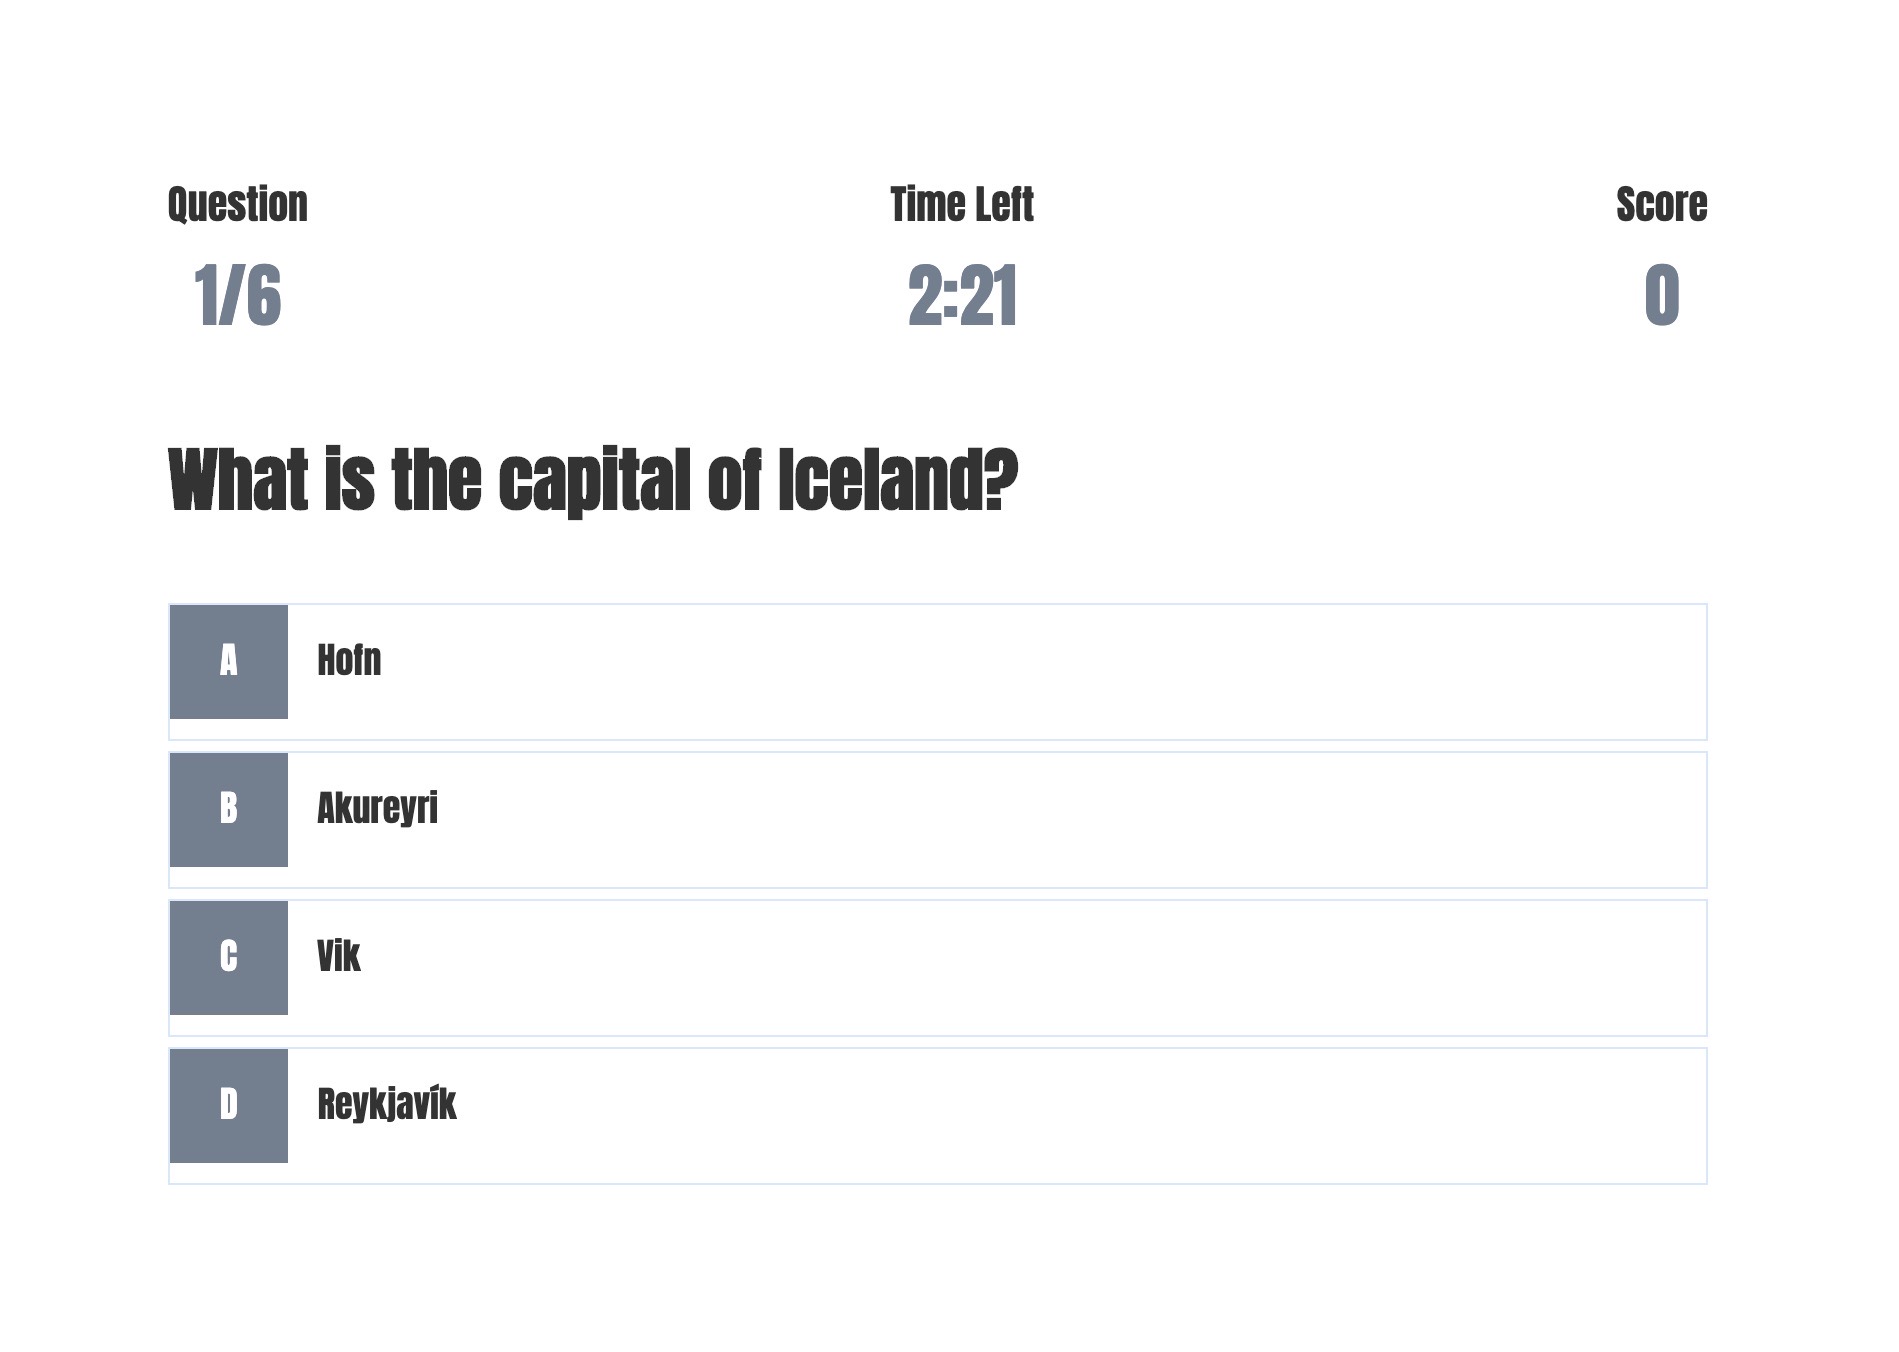 Question
Time Left
Score
1/6
2:21
0
What is the capital of Iceland?
A
Hofn
B
Akureyri
C
Vik
D
Reykjavík